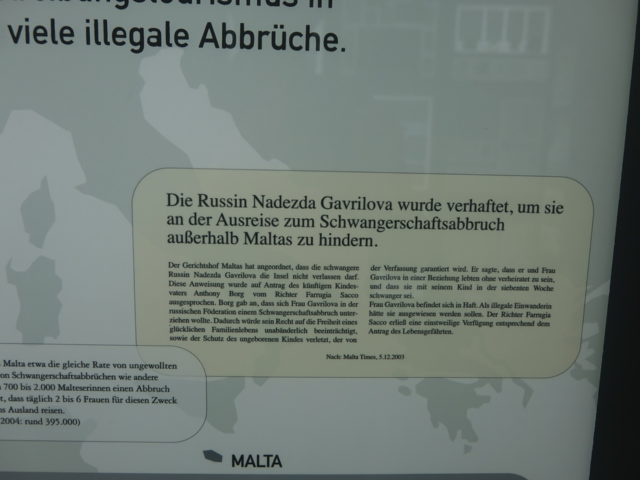 viele illegale Abbrüche.
Die Russin Nadezda Gavrilova wurde verhaftet, um sie
an der Ausreise zum Schwangerschaftsabbruch
außerhalb Maltas zu hindern.
Der Gerichtshof Maltas hat angeordnet, dass die schwangere
Russin Nadezda Gavrilova die Insel nicht verlassen darf.
Diese Anweisung wurde auf Antrag des künftigen Kindes-
vaters Anthony Borg vom Richter Farrugia Sacco
ausgesprochen. Borg gab an, dass sich Frau Gavrilova in der
russischen Föderation einem Schwangerschaftsabbruch unter-
ziehen wollte. Dadurch würde sein Recht auf die Freiheit eines
glücklichen Familienlebens unabänderlich beeinträchtigt,
sowie der Schutz des ungeborenen Kindes verletzt, der von
der Verfassung garantiert wird. Er sagte, dass er und Frau
Gavrilova in einer Beziehung lebten ohne verheiratet zu sein,
und dass sie mit seinem Kind in der siebenten Woche
schwanger sei.
Frau Gavrilova befindet sich in Haft. Als illegale Einwanderin
hätte sie ausgewiesen werden sollen. Der Richter Farrugia
Sacco erließ eine einstweilige Verfügung entsprechend dem
Antrag des Lebensgefährten.
Nach: Malta Times, 5.12.2003
Malta etwa die gleiche Rate von ungewollten
on Schwangerschaftsabbrüchen wie andere
700 bis 2.000 Malteserinnen einen Abbruch
t, dass täglich 2 bis 6 Frauen für diesen Zweck
s Ausland reisen.
2004: rund 395.000)
MALTA